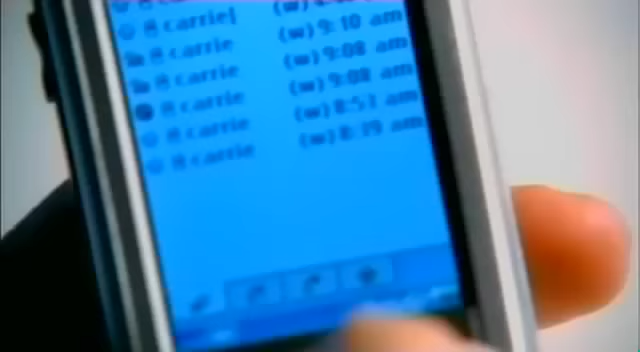 carrie (w) 9:10 am
carrie (w) 9:08 am
carrie (w) 9:08 am
carrie (w) 8:53 am
carrie (w) 8:39 am